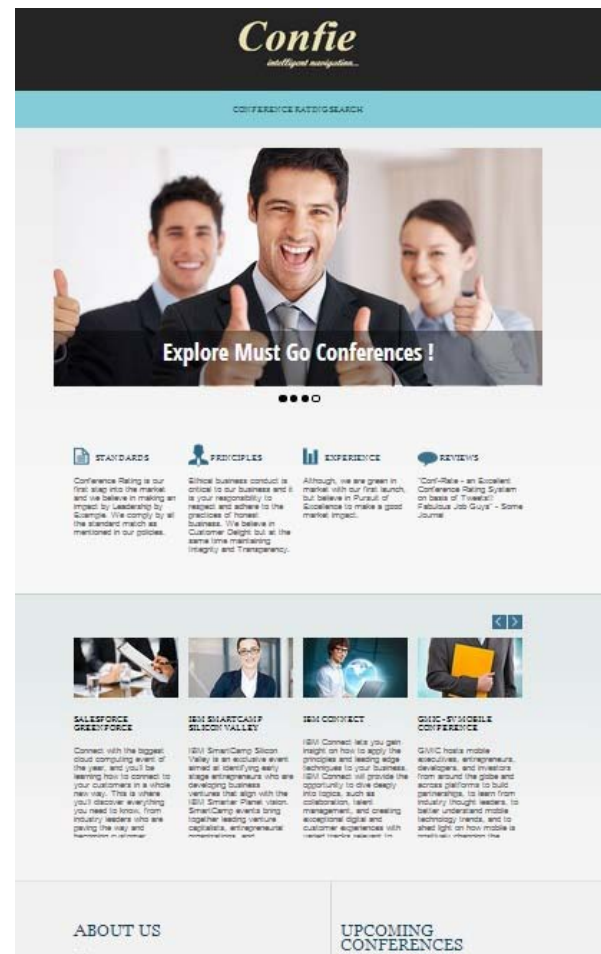 Confie
intelligent navigation...
CONFERENCE RATING SEARCH
Explore Must Go Conferences !
STANDARDS
Conference Rating is our
first step into the market
and we believe in making an
impact by Leadership by
Example. We comply by all
the standard match as
mentioned in our policies.
PRINCIPLES
Ethical business conduct is
critical to our business and it
is your responsibility to
respect and adhere to the
practices of honest
business. We believe in
Customer Delight but at the
same time maintaining
Integrity and Transparency.
EXPERIENCE
Although, we are green in
market with our first launch,
but believe in Pursuit of
Excellence to make a good
market impact.
REVIEWS
"Conf-Rate - an Excellent
Conference Rating System
on basis of Tweets!!
Fabulous Job Guys" - Some
Journal
SALESFORCE
GREENFORCE
Connect with the biggest
cloud computing event of
the year, and you'll be
learning how to connect to
your customers in a whole
new way. This is where
you'll discover everything
you need to know, from
industry leaders who are
paving the way and
becoming customer
IBM SMARTCAMP
SILICON VALLEY
IBM SmartCamp Silicon
Valley is an exclusive event
aimed at identifying early
stage entrepreneurs who are
developing business
ventures that align with the
IBM Smarter Planet vision.
SmartCamp events bring
together leading venture
capitalists, entrepreneurial
organizations, and
IBM CONNECT
IBM Connect lets you gain
insight on how to apply the
principles and leading edge
techniques to your business.
IBM Connect will provide the
opportunity to dive deeply
into topics, such as
collaboration, talent
management, and creating
exceptional digital and
customer experiences with
varied tracks relevant to
GMIC - SV MOBILE
CONFERENCE
GMIC hosts mobile
executives, entrepreneurs,
developers, and investors
from around the globe and
across platforms to build
partnerships, to learn from
industry thought leaders, to
better understand mobile
technology trends, and to
shed light on how mobile is
positively changing the
ABOUT US
UPCOMING
CONFERENCES